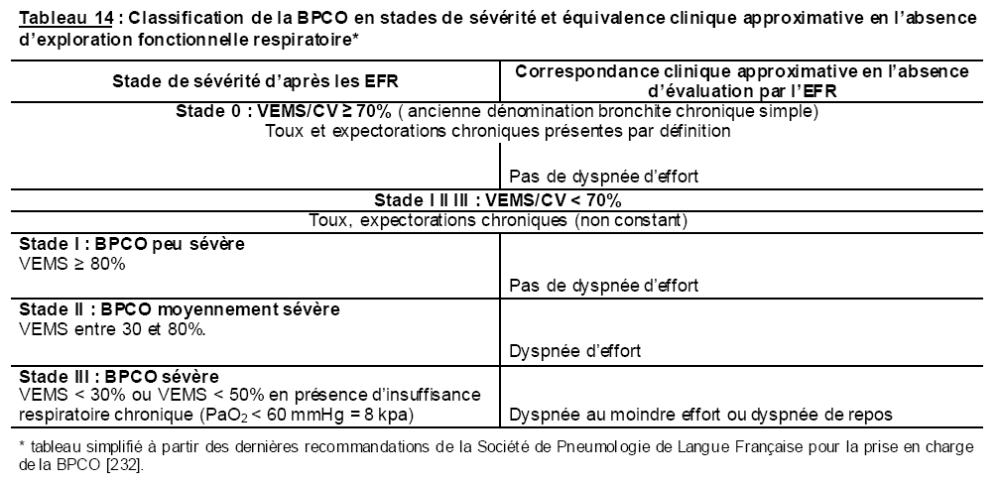 Tableau 14 : Classification de la BPCO en stades de sévérité et équivalence clinique approximative en l'absence
d'exploration fonctionnelle respiratoire*
Stade de sévérité d'après les EFR
Correspondance clinique approximative en l'absence
d'évaluation par l'EFR
Stade 0 : VEMS/CV ≥ 70% ( ancienne dénomination bronchite chronique simple)
Toux et expectorations chroniques présentes par définition
Pas de dyspnée d'effort
Stade I II III : VEMS/CV < 70%
Toux, expectorations chroniques (non constant)
Stade I : BPCO peu sévère
VEMS ≥ 80%
Pas de dyspnée d'effort
Stade II : BPCO moyennement sévère
VEMS entre 30 et 80%.
Dyspnée d'effort
Stade III : BPCO sévère
VEMS < 30% ou VEMS < 50% en présence d'insuffisance
respiratoire chronique (PaO2 < 60 mmHg = 8 kpa)
Dyspnée au moindre effort ou dyspnée de repos
* tableau simplifié à partir des dernières recommandations de la Société de Pneumologie de Langue Française pour la prise en charge
de la BPCO [232].